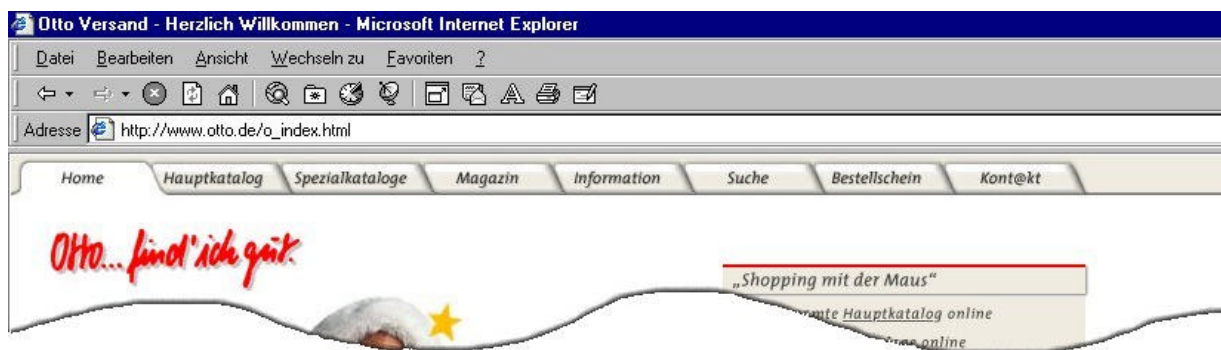 Otto Versand - Herzlich Willkommen - Microsoft Internet Explorer
Datei Bearbeiten Ansicht Wechseln zu Favoriten ?
Adresse http://www.otto.de/o_index.html
Home Hauptkatalog Spezialkataloge Magazin Information Suche Bestellschein Kont@kt
Otto... find' ich gut.
„Shopping mit der Maus“
Hauptkatalog online
online